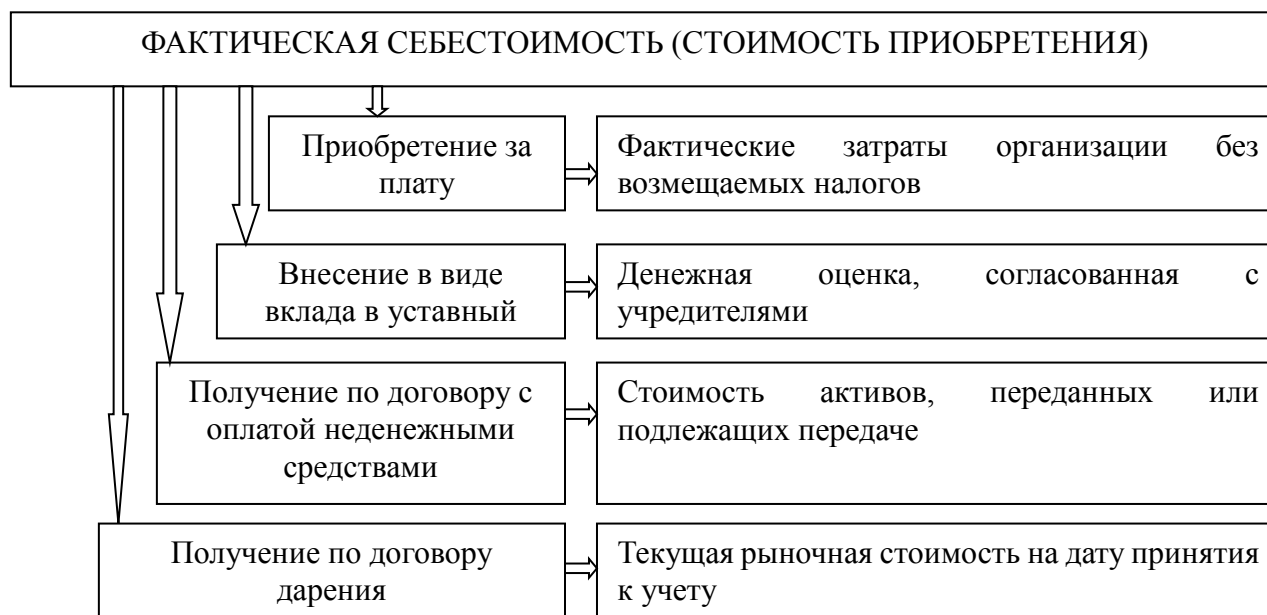 ФАКТИЧЕСКАЯ СЕБЕСТОИМОСТЬ (СТОИМОСТЬ ПРИОБРЕТЕНИЯ)
Приобретение за
плату
Фактические затраты организации без
возмещаемых налогов
Внесение в виде
вклада в уставный
Денежная оценка, согласованная с
учредителями
Получение по договору с
оплатой неденежными
средствами
Стоимость активов, переданных или
подлежащих передаче
Получение по договору
дарения
Текущая рыночная стоимость на дату принятия
к учету